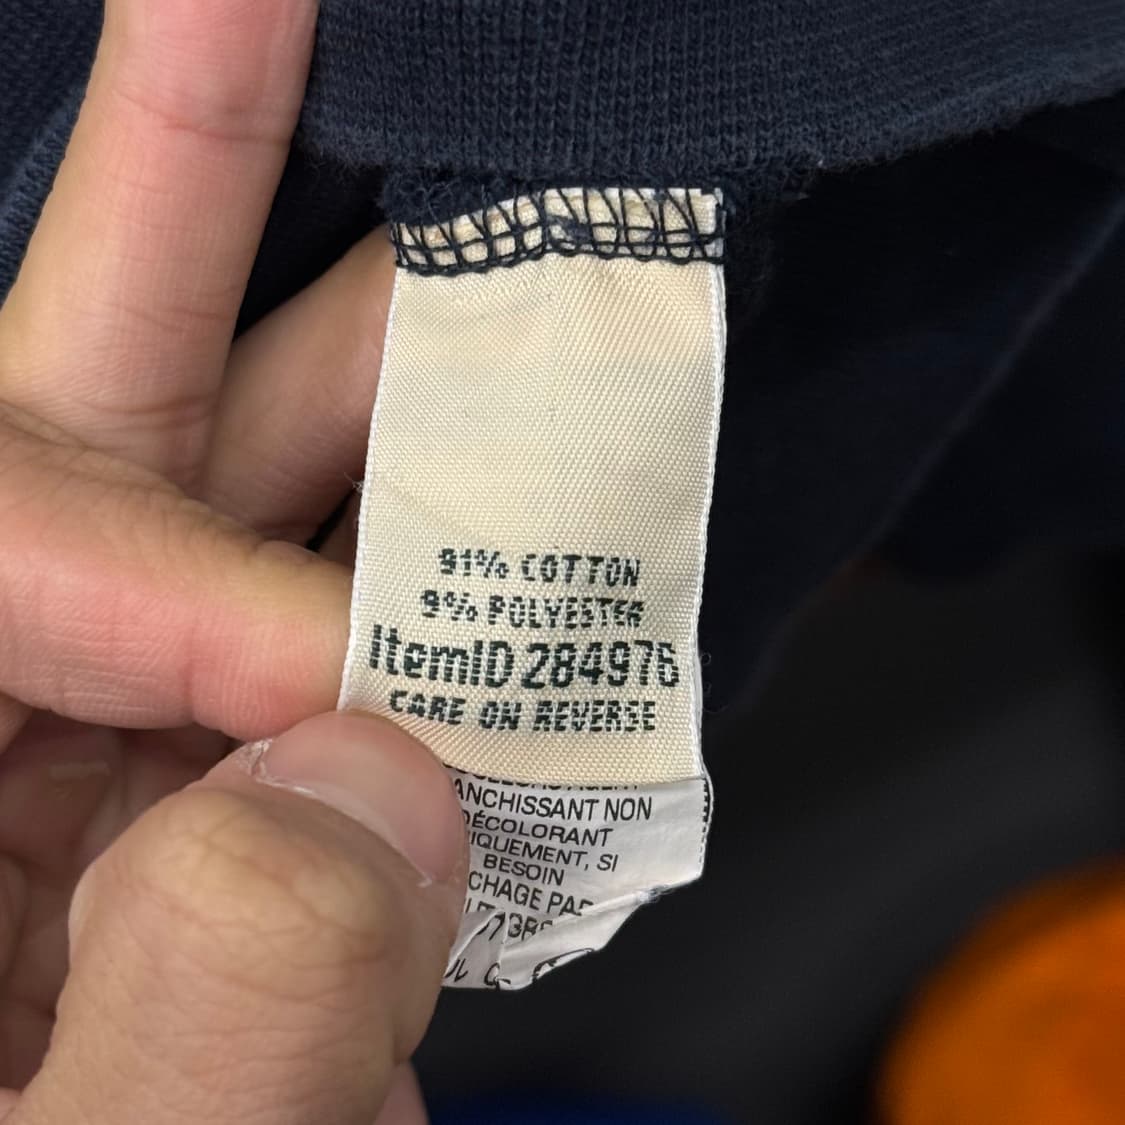 91% COTTON
9% POLYESTER
ItemID 284976
CARE ON REVERSE
ANCHISSANT NON
DÉCOLORANT
IQUEMENT, SI
BESOIN
CHAGE PAR